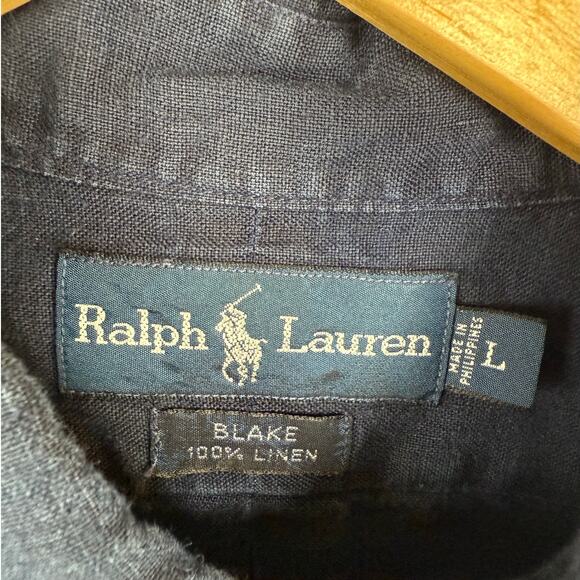 Ralph Lauren
MADE IN
PHILIPPINES
L
BLAKE
100% LINEN